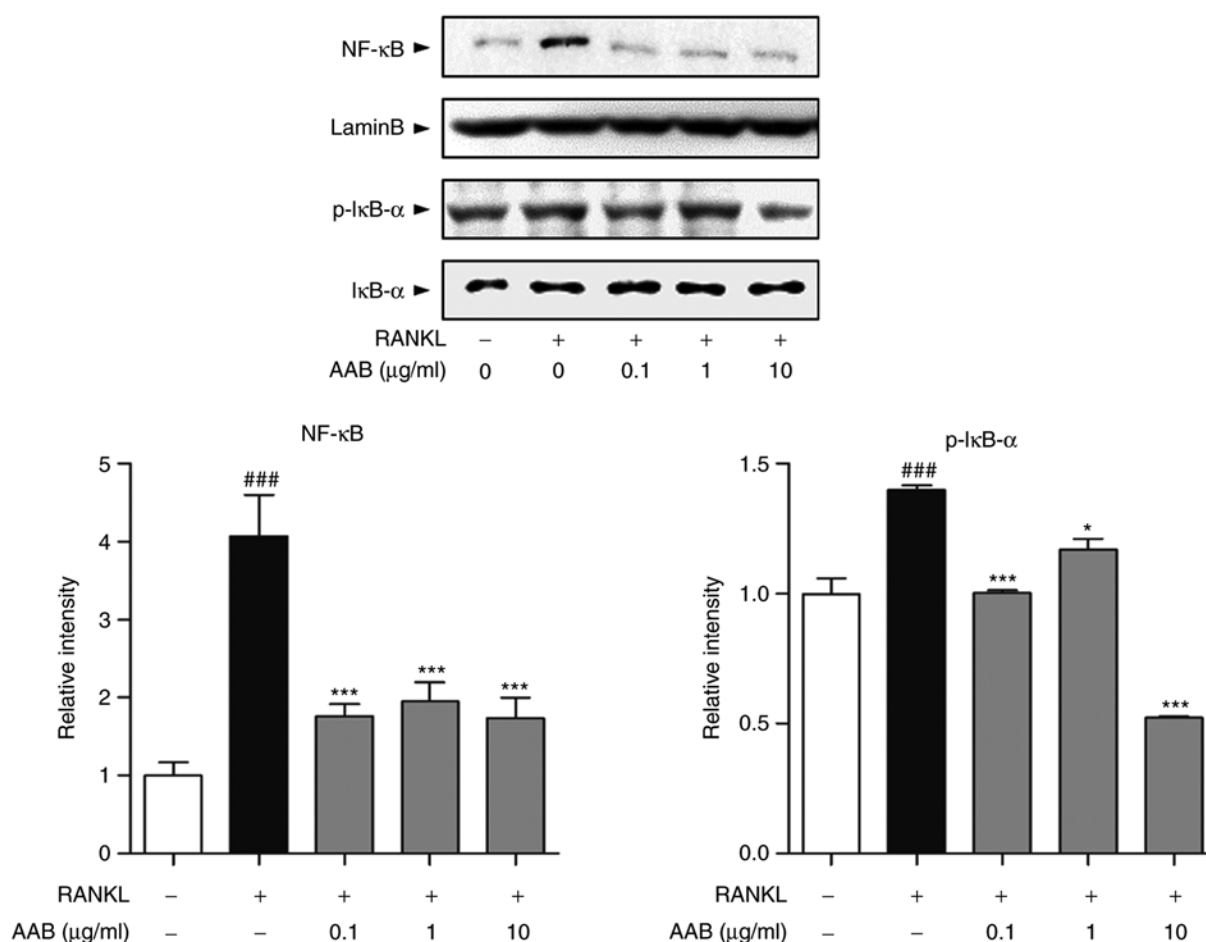 NF-κB ►
LaminB ►
p-IκB-α ►
IκB-α ►
RANKL – + + + +
AAB (μg/ml) 0 0 0.1 1 10
NF-κB
5
4
3
2
1
0
Relative intensity
###
***
***
***
RANKL – + + + +
AAB (μg/ml) – – 0.1 1 10
p-IκB-α
1.5
1.0
0.5
0.0
Relative intensity
###
***
*
***
RANKL – + + + +
AAB (μg/ml) – – 0.1 1 10